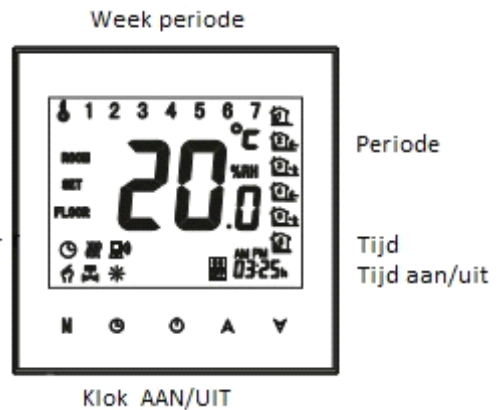 Week periode
1 2 3 4 5 6 7
°C
ROOM
20.0
%RH
SET
FLOOR
Periode
AM PM
03:25h
Tijd
Tijd aan/uit
M
Klok AAN/UIT